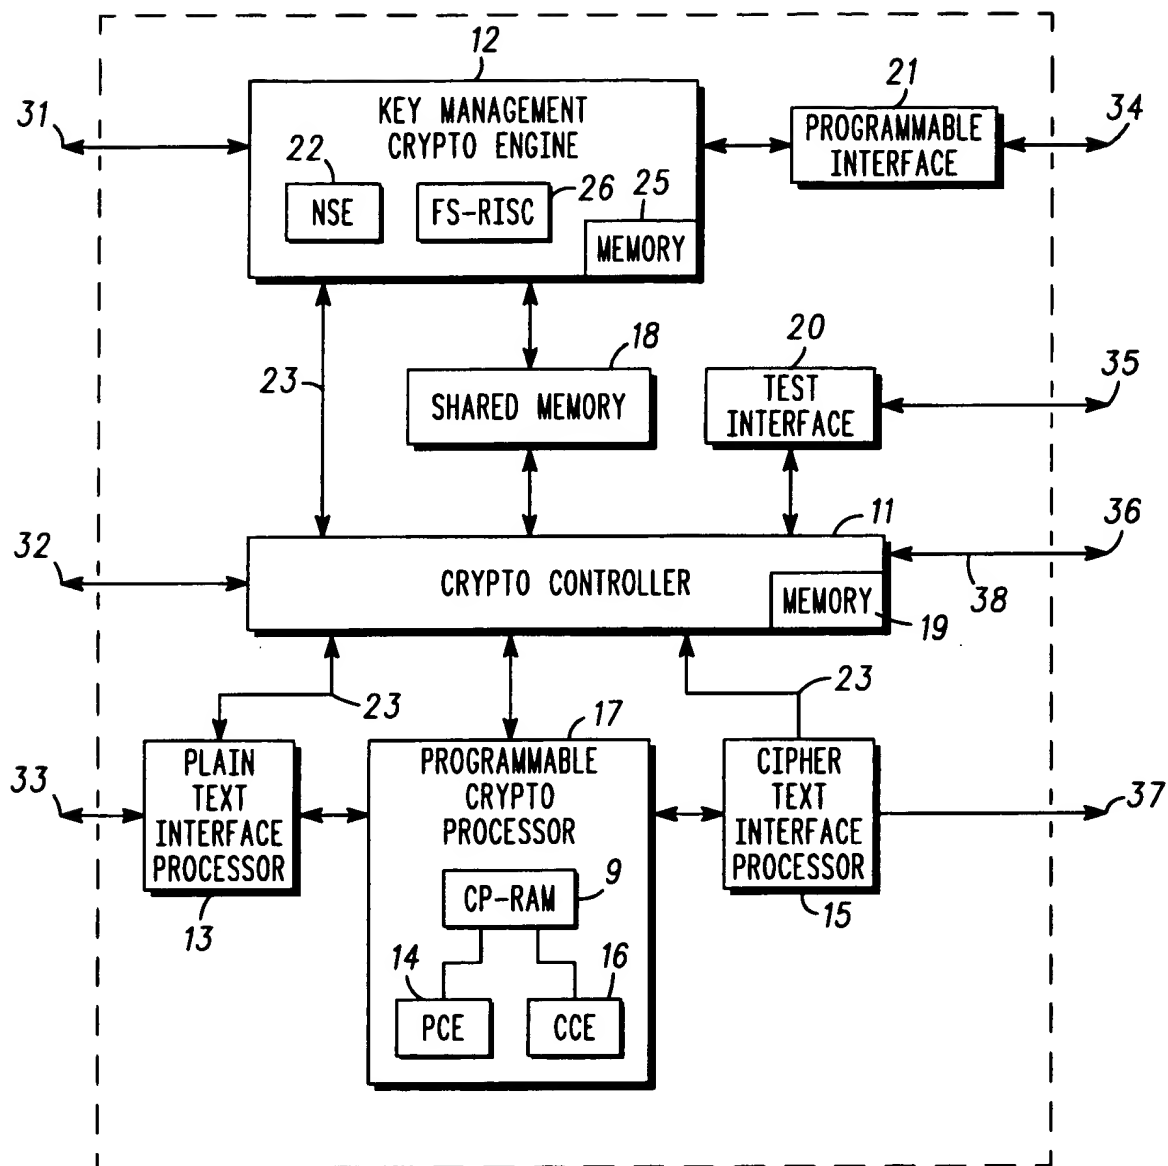 12
KEY MANAGEMENT
CRYPTO ENGINE
22
NSE
FS-RISC
26
25
MEMORY
21
PROGRAMMABLE
INTERFACE
31
34
18
SHARED MEMORY
20
TEST
INTERFACE
35
23
11
CRYPTO CONTROLLER
MEMORY
19
32
36
38
23
17
23
33
PLAIN
TEXT
INTERFACE
PROCESSOR
13
PROGRAMMABLE
CRYPTO
PROCESSOR
9
CP-RAM
14
PCE
16
CCE
CIPHER
TEXT
INTERFACE
PROCESSOR
15
37